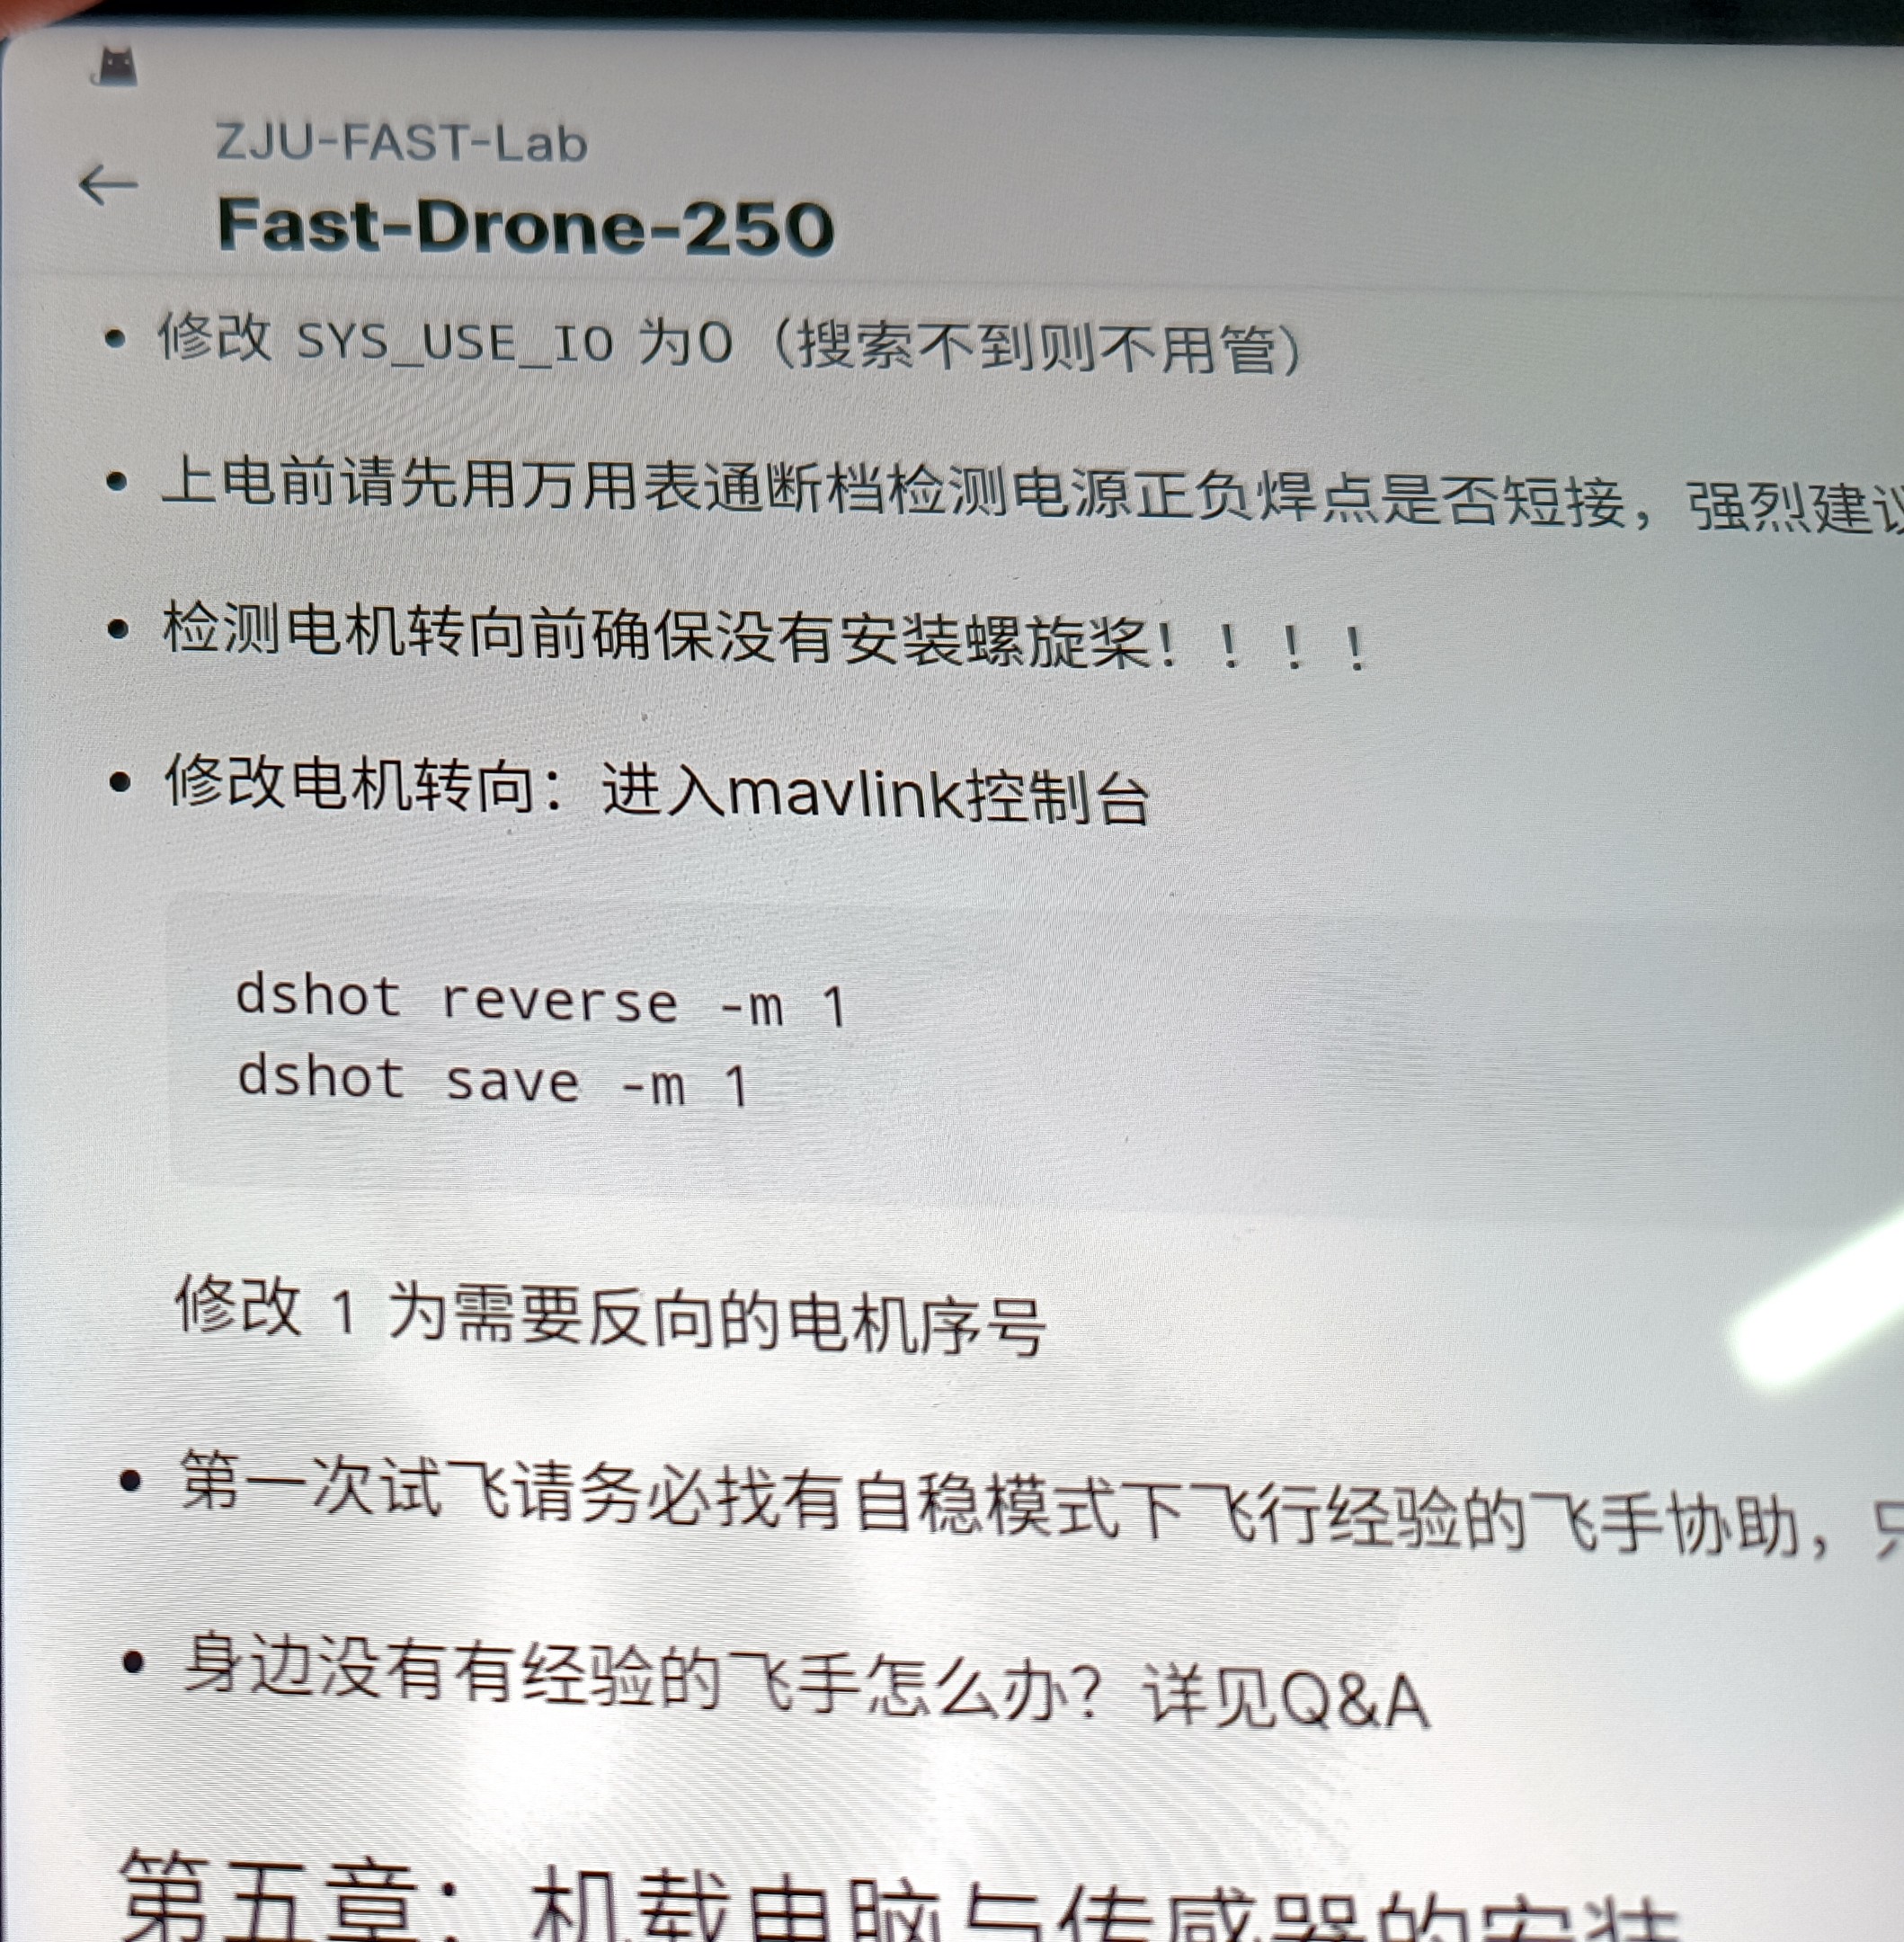 ZJU-FAST-Lab
Fast-Drone-250
修改 SYS_USE_IO 为0（搜索不到则不用管）
上电前请先用万用表通断档检测电源正负焊点是否短接，强烈建议
检测电机转向前确保没有安装螺旋桨！！！！
修改电机转向：进入mavlink控制台
dshot reverse -m 1
dshot save -m 1
修改 1 为需要反向的电机序号
第一次试飞请务必找有自稳模式下飞行经验的飞手协助，只
身边没有有经验的飞手怎么办？详见Q&A
第五章：机载电脑与传感器的安装